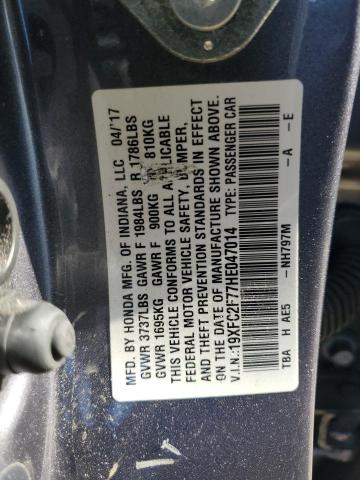 MFD. BY HONDA MFG. OF INDIANA, LLC 04/'17
GVWR 3737LBS GAWR F 1984LBS R 1786LBS
GVWR 1695KG GAWR F 900KG R 810KG
THIS VEHICLE CONFORMS TO ALL APPLICABLE
FEDERAL MOTOR VEHICLE SAFETY, BUMPER,
AND THEFT PREVENTION STANDARDS IN EFFECT
ON THE DATE OF MANUFACTURE SHOWN ABOVE.
V.I.N.:19XFC2F77HE047014 TYPE: PASSENGER CAR
TBA H AE5 -NH797M -A -E